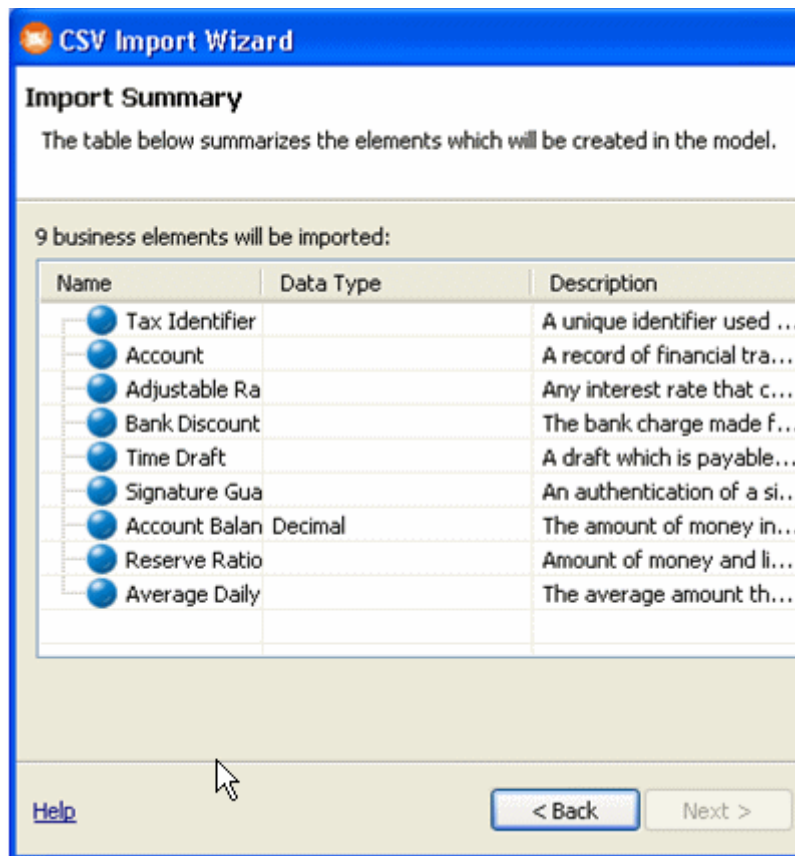 CSV Import Wizard
Import Summary
The table below summarizes the elements which will be created in the model.
9 business elements will be imported:
Name Data Type Description
Tax Identifier A unique identifier used ...
Account A record of financial tra...
Adjustable Ra Any interest rate that c...
Bank Discount The bank charge made f...
Time Draft A draft which is payable...
Signature Gua An authentication of a si...
Account Balan Decimal The amount of money in...
Reserve Ratio Amount of money and li...
Average Daily The average amount th...
Help < Back Next >